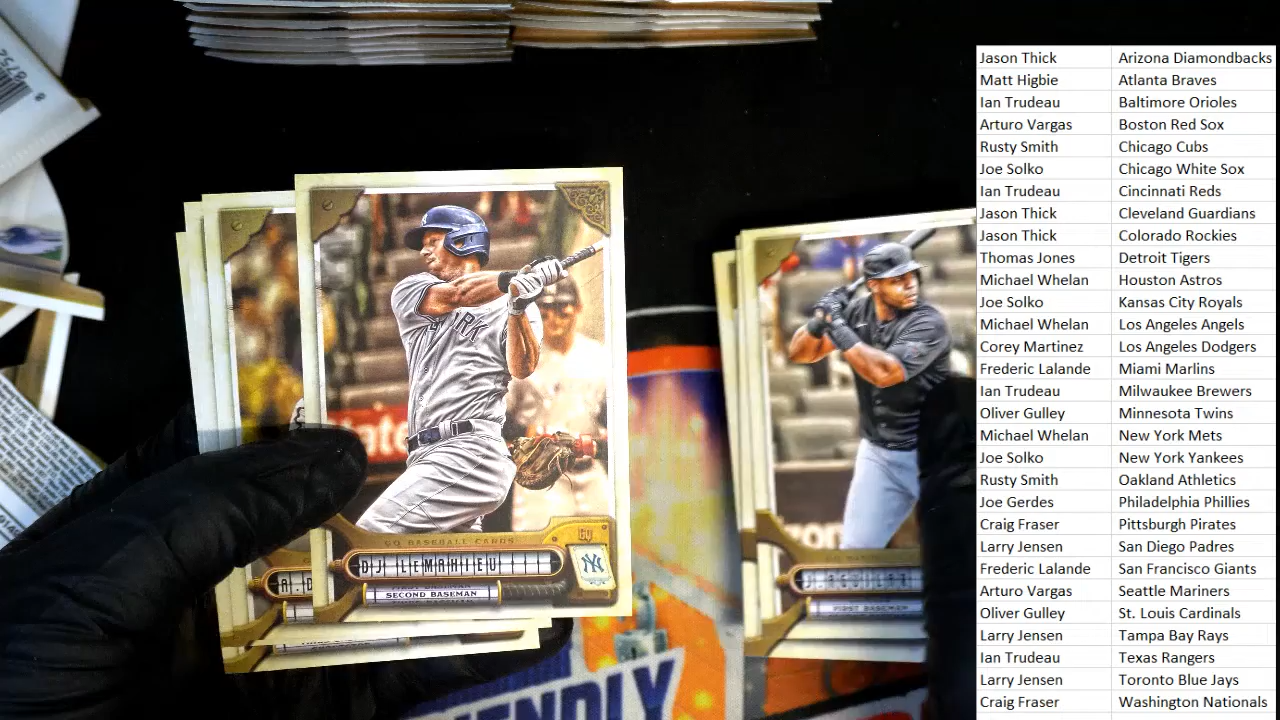 GQ BASEBALL CARDS
GQ
DJ LEMAHIEU
SECOND BASEMAN
NY
A.D
FIRST BASEMAN
ENDLY
Jason Thick Arizona Diamondbacks
Matt Higbie Atlanta Braves
Ian Trudeau Baltimore Orioles
Arturo Vargas Boston Red Sox
Rusty Smith Chicago Cubs
Joe Solko Chicago White Sox
Ian Trudeau Cincinnati Reds
Jason Thick Cleveland Guardians
Jason Thick Colorado Rockies
Thomas Jones Detroit Tigers
Michael Whelan Houston Astros
Joe Solko Kansas City Royals
Michael Whelan Los Angeles Angels
Corey Martinez Los Angeles Dodgers
Frederic Lalande Miami Marlins
Ian Trudeau Milwaukee Brewers
Oliver Gulley Minnesota Twins
Michael Whelan New York Mets
Joe Solko New York Yankees
Rusty Smith Oakland Athletics
Joe Gerdes Philadelphia Phillies
Craig Fraser Pittsburgh Pirates
Larry Jensen San Diego Padres
Frederic Lalande San Francisco Giants
Arturo Vargas Seattle Mariners
Oliver Gulley St. Louis Cardinals
Larry Jensen Tampa Bay Rays
Ian Trudeau Texas Rangers
Larry Jensen Toronto Blue Jays
Craig Fraser Washington Nationals